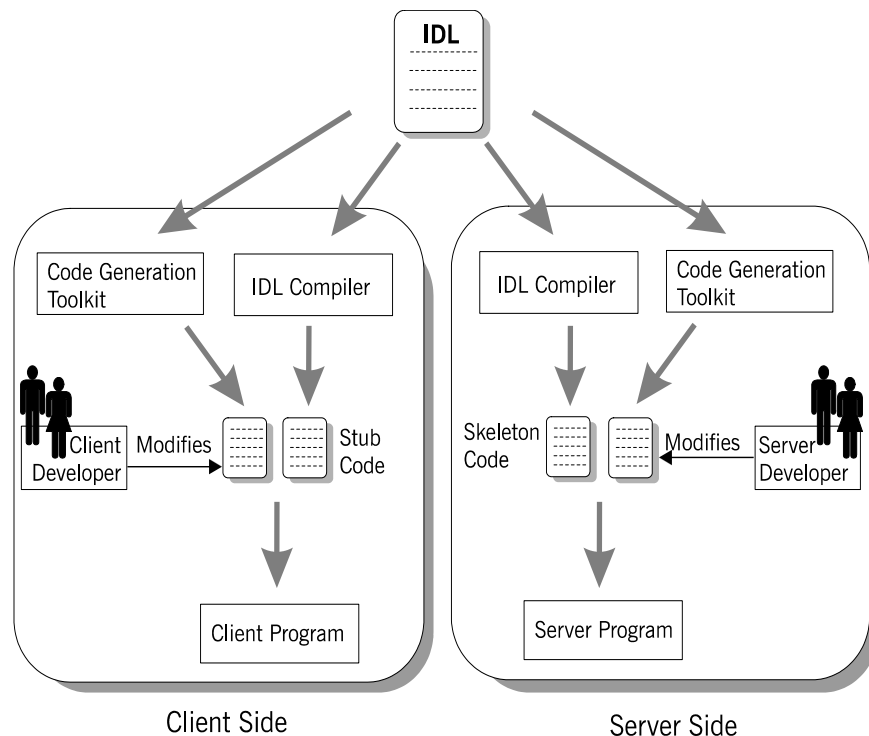 IDL
Code Generation
Toolkit
IDL Compiler
IDL Compiler
Code Generation
Toolkit
Client
Developer
Modifies
Stub
Code
Skeleton
Code
Modifies
Server
Developer
Client Program
Server Program
Client Side
Server Side